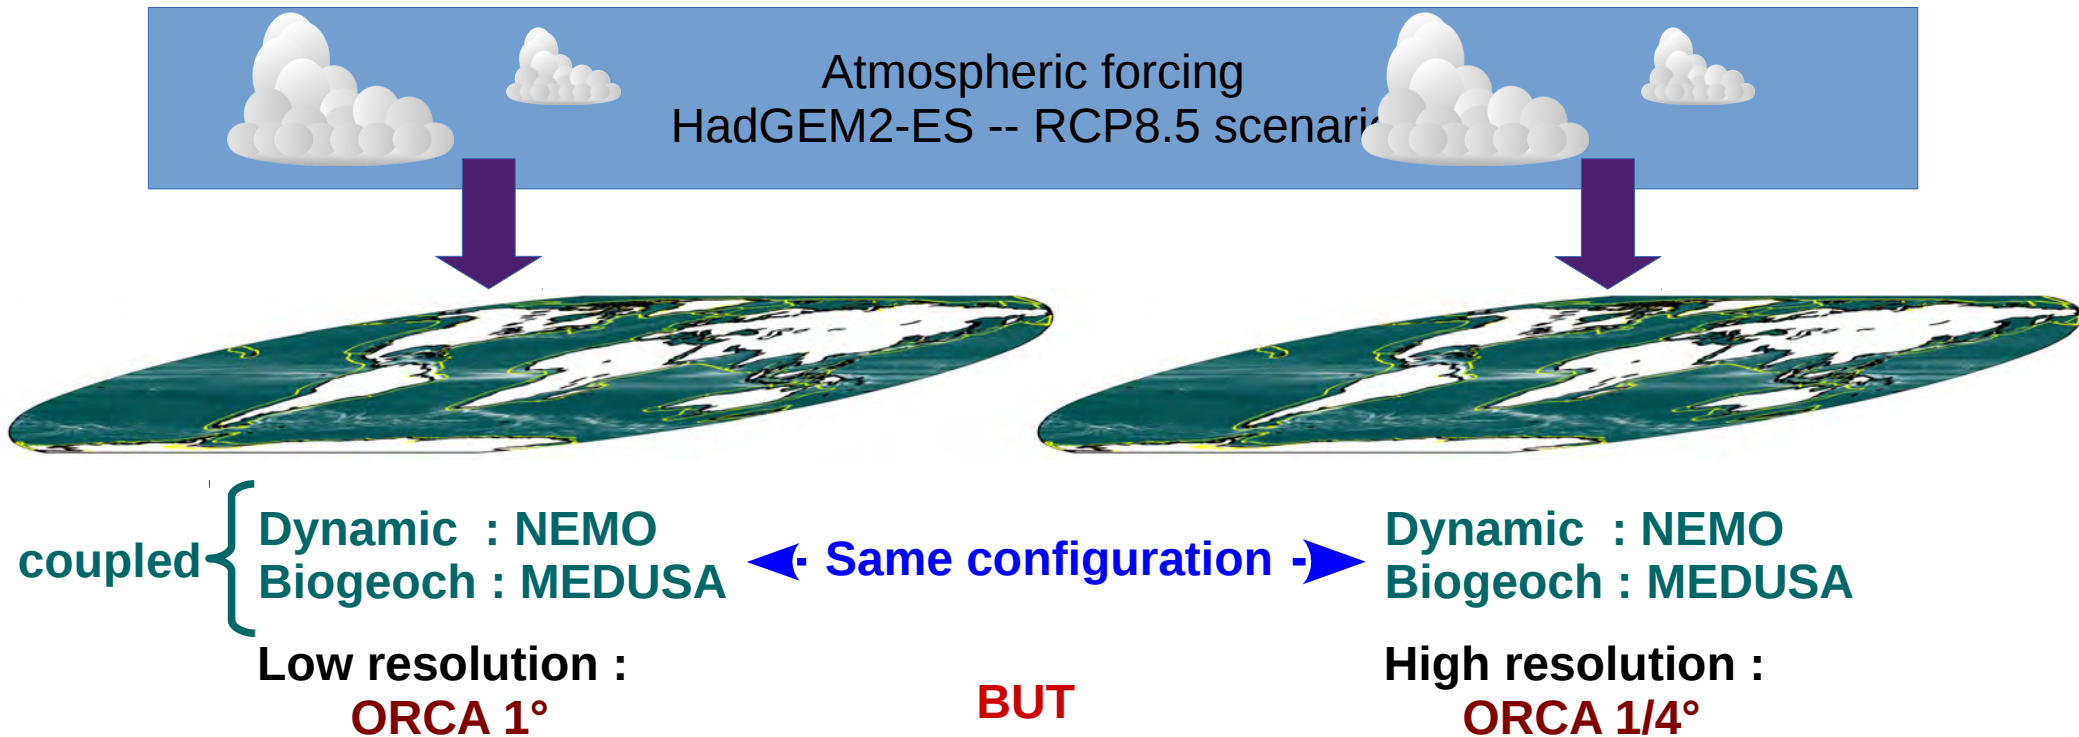 Atmospheric forcing
HadGEM2-ES -- RCP8.5 scenari
coupled
Dynamic : NEMO
Biogeoch : MEDUSA
Same configuration
Dynamic : NEMO
Biogeoch : MEDUSA
Low resolution :
ORCA 1°
BUT
High resolution :
ORCA 1/4°